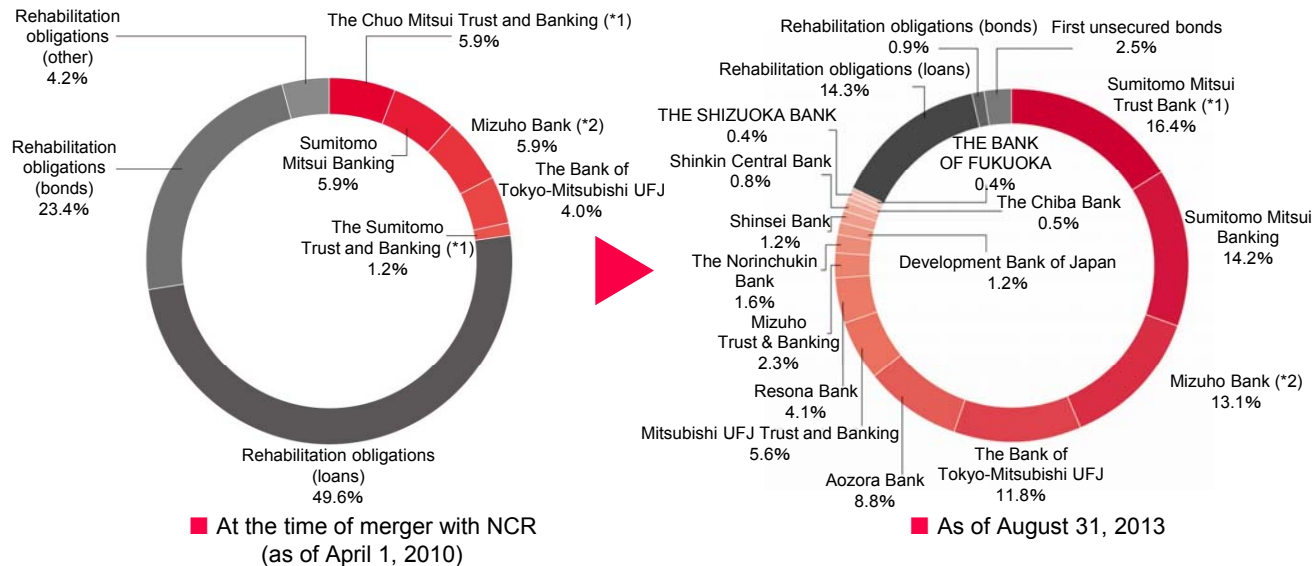 Rehabilitation
obligations
(other)
4.2%
The Chuo Mitsui Trust and Banking (*1)
5.9%
Sumitomo
Mitsui Banking
5.9%
Mizuho Bank (*2)
5.9%
The Bank of
Tokyo-Mitsubishi UFJ
4.0%
The Sumitomo
Trust and Banking (*1)
1.2%
Rehabilitation
obligations
(bonds)
23.4%
Rehabilitation obligations
(loans)
49.6%
At the time of merger with NCR
(as of April 1, 2010)
Rehabilitation obligations (bonds)
0.9%
First unsecured bonds
2.5%
Rehabilitation obligations (loans)
14.3%
Sumitomo Mitsui
Trust Bank (*1)
16.4%
THE SHIZUOKA BANK
0.4%
THE BANK
OF FUKUOKA
0.4%
Shinkin Central Bank
0.8%
The Chiba Bank
0.5%
Shinsei Bank
1.2%
Sumitomo Mitsui
Banking
14.2%
The Norinchukin
Bank
1.6%
Development Bank of Japan
1.2%
Mizuho
Trust & Banking
2.3%
Resona Bank
4.1%
Mizuho Bank (*2)
13.1%
Mitsubishi UFJ Trust and Banking
5.6%
Aozora Bank
8.8%
The Bank of
Tokyo-Mitsubishi UFJ
11.8%
As of August 31, 2013